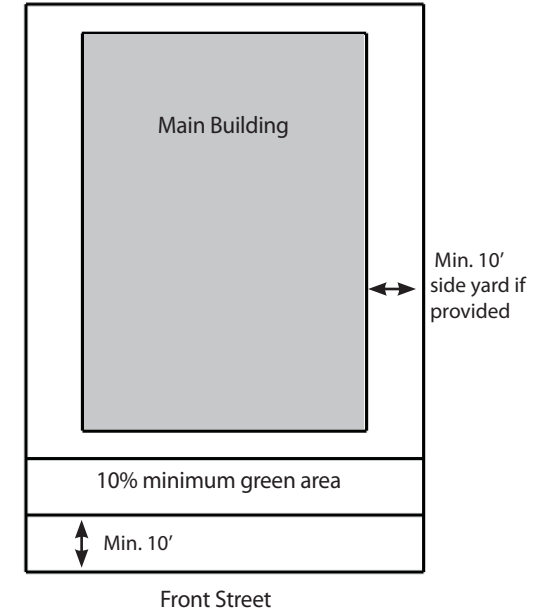 Main Building
Min. 10’
side yard if
provided
10% minimum green area
Min. 10’
Front Street